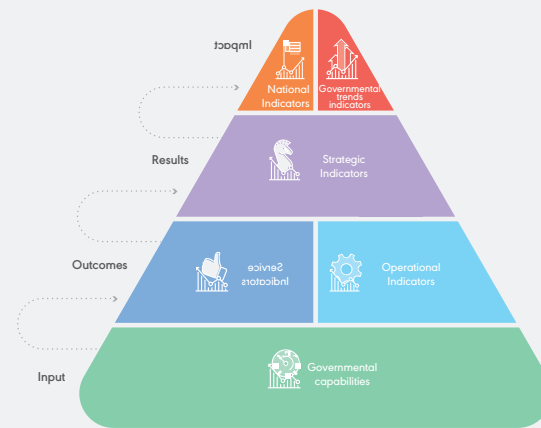 Impact
National
Indicators
Governmental
trends
indicators
Results
Strategic
Indicators
Outcomes
Service
Indicators
Operational
Indicators
Input
Governmental
capabilities